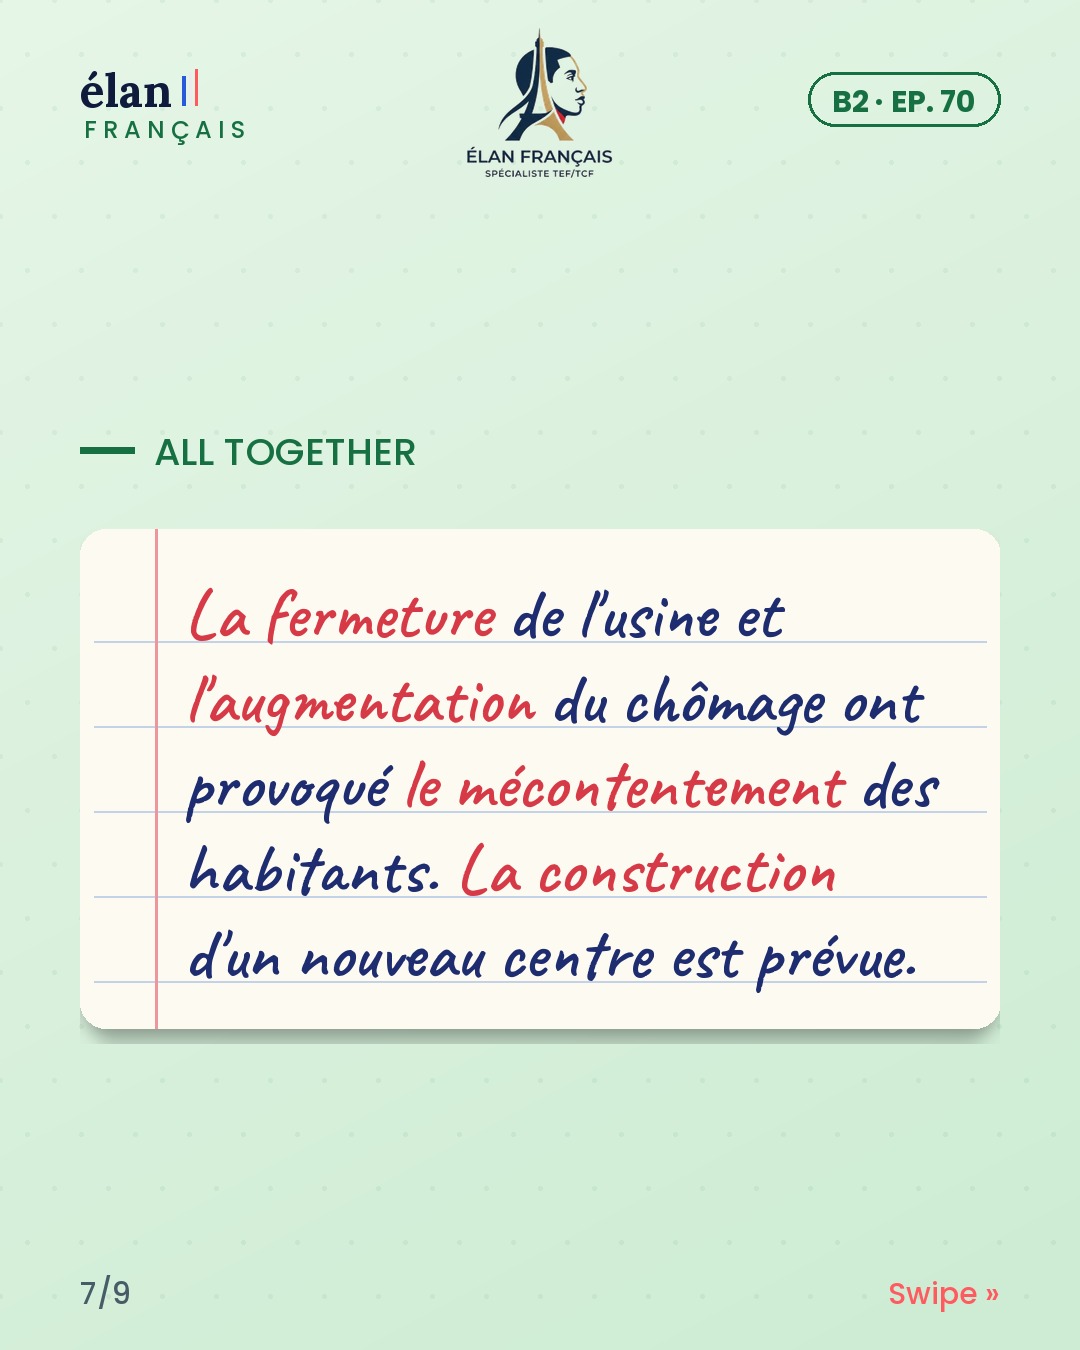 élan
FRANÇAIS
ÉLAN FRANÇAIS
SPÉCIALISTE TEF/TCF
B2 · EP. 70
ALL TOGETHER
La fermeture de l'usine et
l'augmentation du chômage ont
provoqué le mécontentement des
habitants. La construction
d'un nouveau centre est prévue.
7/9
Swipe »